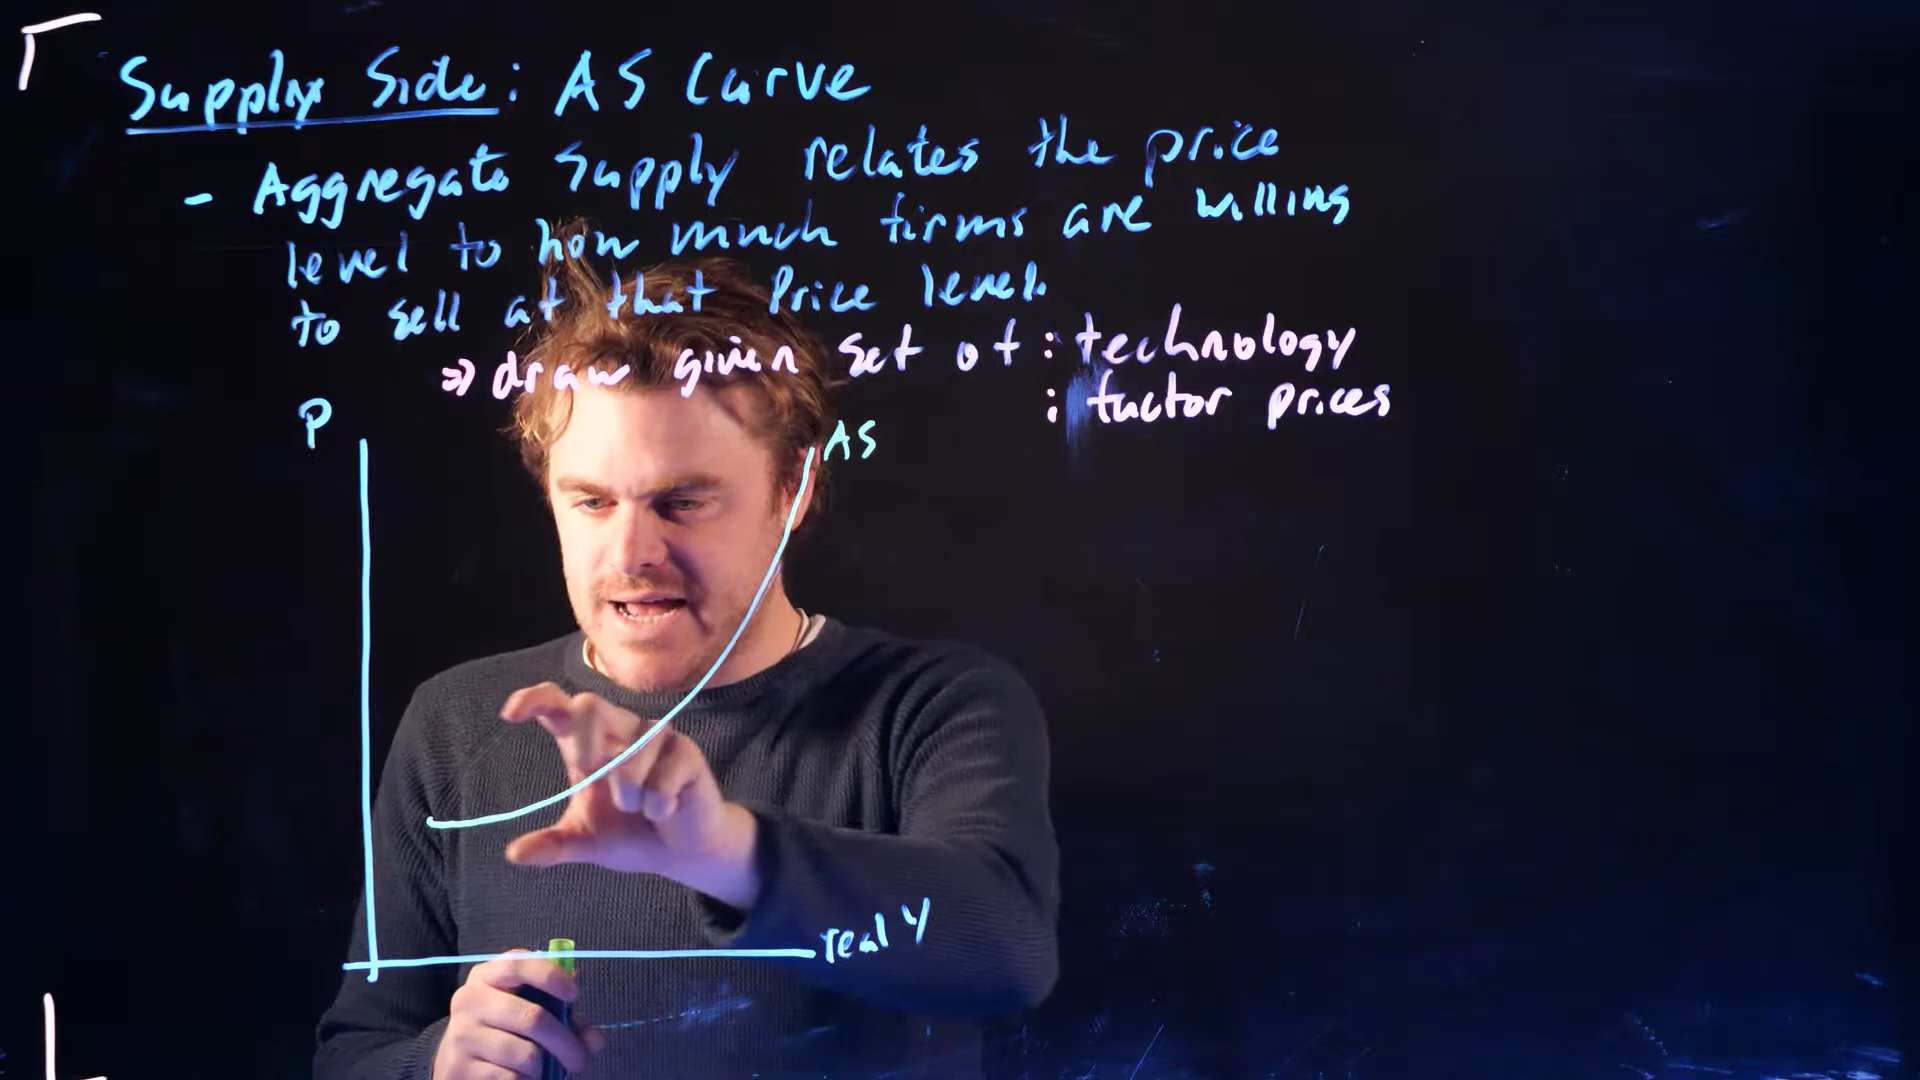 Supply Side: AS Curve
- Aggregate Supply relates the price
level to how much firms are willing
to sell at that Price level.
⇒ draw given set of : technology
: factor prices
P
AS
real Y